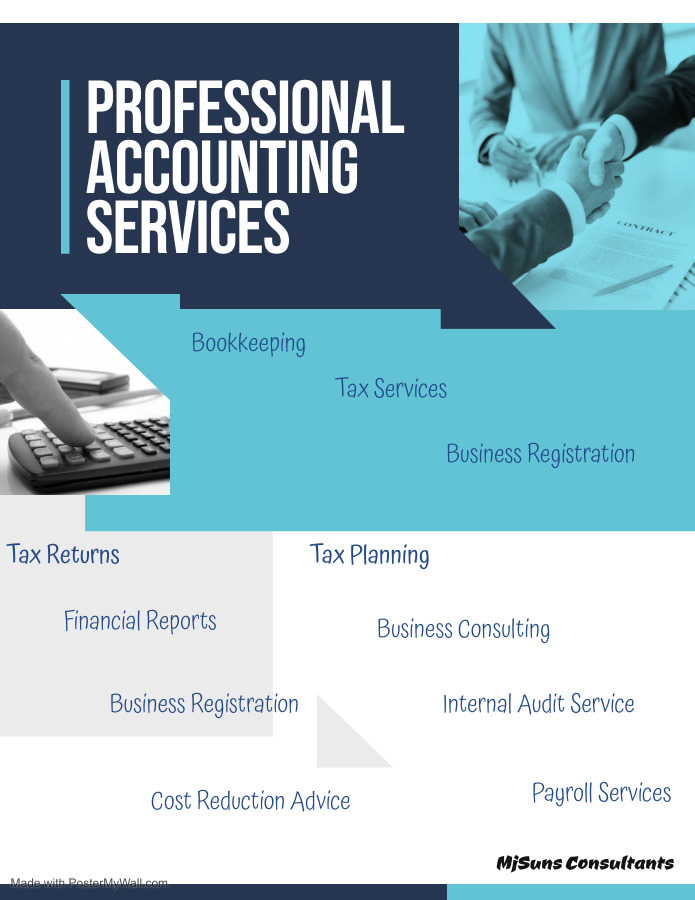 PROFESSIONAL
ACCOUNTING
SERVICES
CONTRACT
Bookkeeping
Tax Services
Business Registration
Tax Returns
Tax Planning
Financial Reports
Business Consulting
Business Registration
Internal Audit Service
Cost Reduction Advice
Payroll Services
MjSuns Consultants
Made with PosterMyWall.com